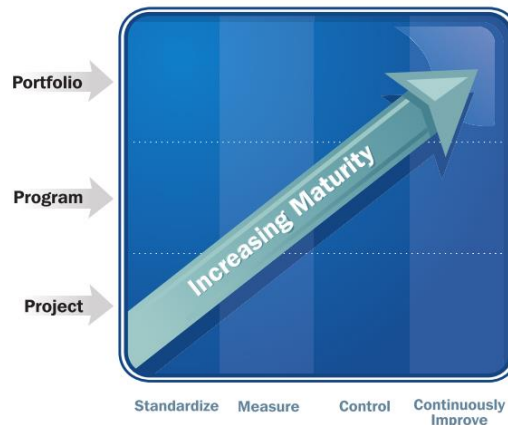 Portfolio
Program
Project
Increasing Maturity
Standardize
Measure
Control
Continuously
Improve